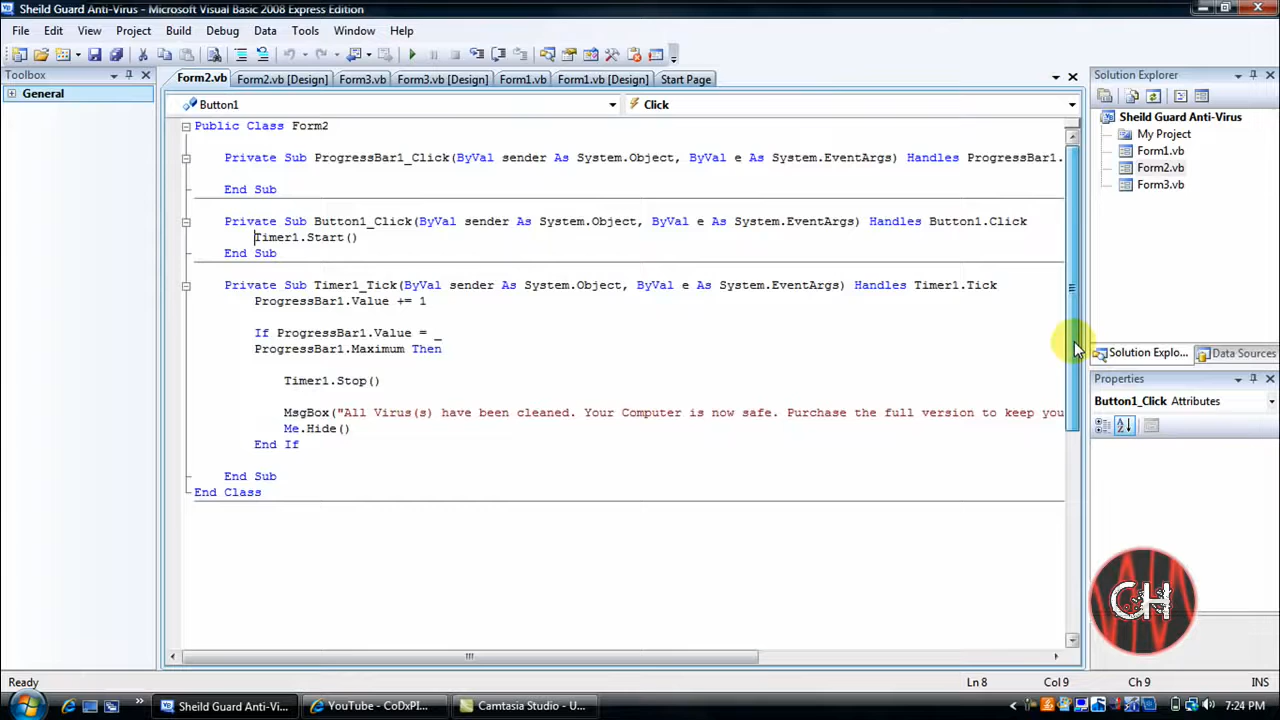 Sheild Guard Anti-Virus - Microsoft Visual Basic 2008 Express Edition
File Edit View Project Build Debug Data Tools Window Help
Toolbox
General
Form2.vb Form2.vb [Design] Form3.vb Form3.vb [Design] Form1.vb Form1.vb [Design] Start Page
Button1 Click
Public Class Form2
Private Sub ProgressBar1_Click(ByVal sender As System.Object, ByVal e As System.EventArgs) Handles ProgressBar1.
End Sub
Private Sub Button1_Click(ByVal sender As System.Object, ByVal e As System.EventArgs) Handles Button1.Click
Timer1.Start()
End Sub
Private Sub Timer1_Tick(ByVal sender As System.Object, ByVal e As System.EventArgs) Handles Timer1.Tick
ProgressBar1.Value += 1
If ProgressBar1.Value = _
ProgressBar1.Maximum Then
Timer1.Stop()
MsgBox("All Virus(s) have been cleaned. Your Computer is now safe. Purchase the full version to keep you
Me.Hide()
End If
End Sub
End Class
Solution Explorer
Sheild Guard Anti-Virus
My Project
Form1.vb
Form2.vb
Form3.vb
Solution Explo... Data Sources
Properties
Button1_Click Attributes
CH
Ready Ln 8 Col 9 Ch 9 INS
Sheild Guard Anti-Vi... YouTube - CoDxPl... Camtasia Studio - U... 7:24 PM